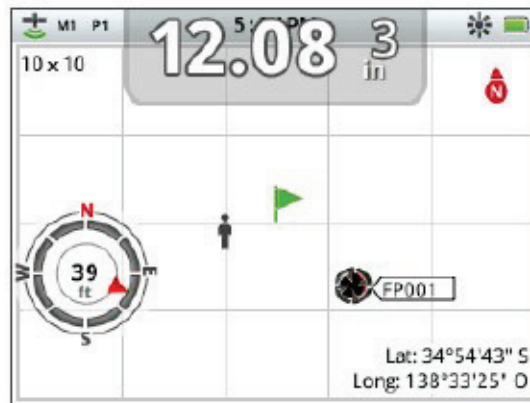 M1 P1
12.08 3
in
10 x 10
N
N
W E
39
ft
S
FP001
Lat: 34°54'43" S
Long: 138°33'25" O